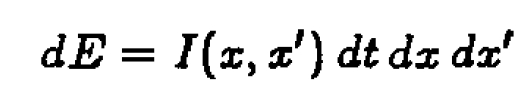 dE = I(x, x') dt dx dx'